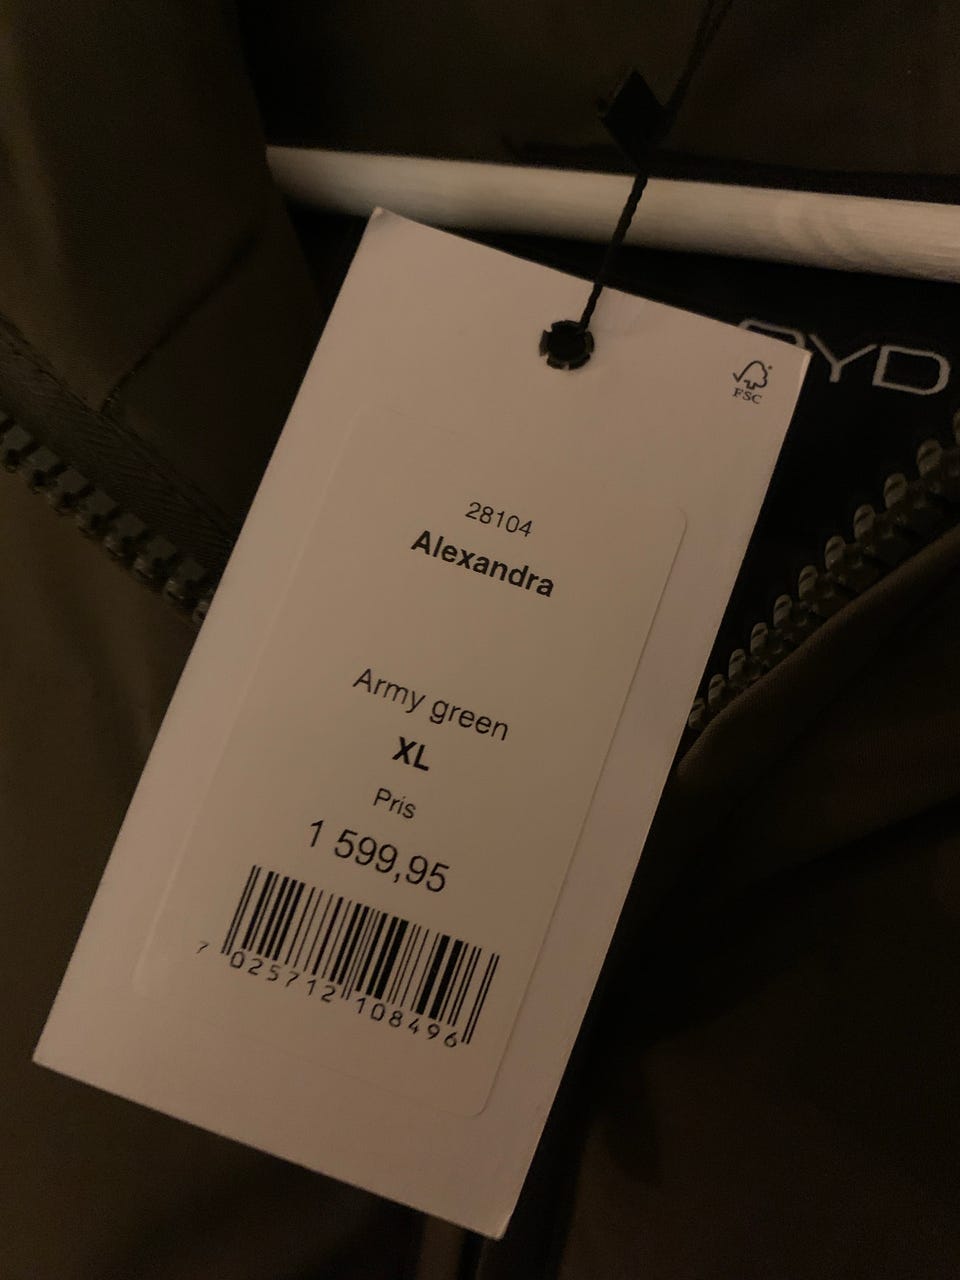 FSC
28104
Alexandra
Army green
XL
Pris
1 599,95
7 025712 108496